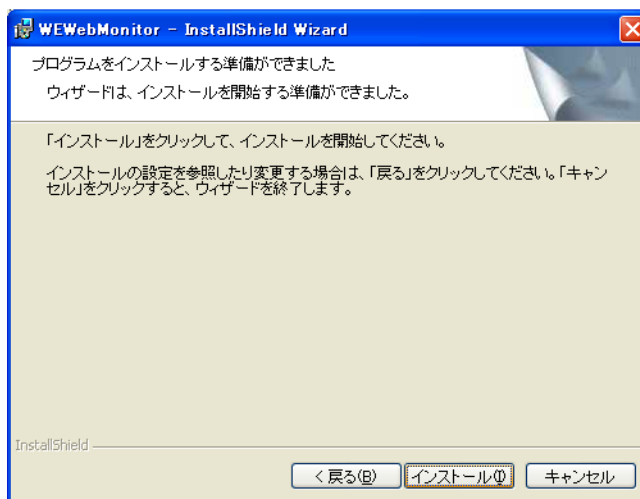 WEWebMonitor - InstallShield Wizard
プログラムをインストールする準備ができました
ウィザードは、インストールを開始する準備ができました。
「インストール」をクリックして、インストールを開始してください。
インストールの設定を参照したり変更する場合は、「戻る」をクリックしてください。「キャン
セル」をクリックすると、ウィザードを終了します。
InstallShield
< 戻る(B) インストール(I) キャンセル